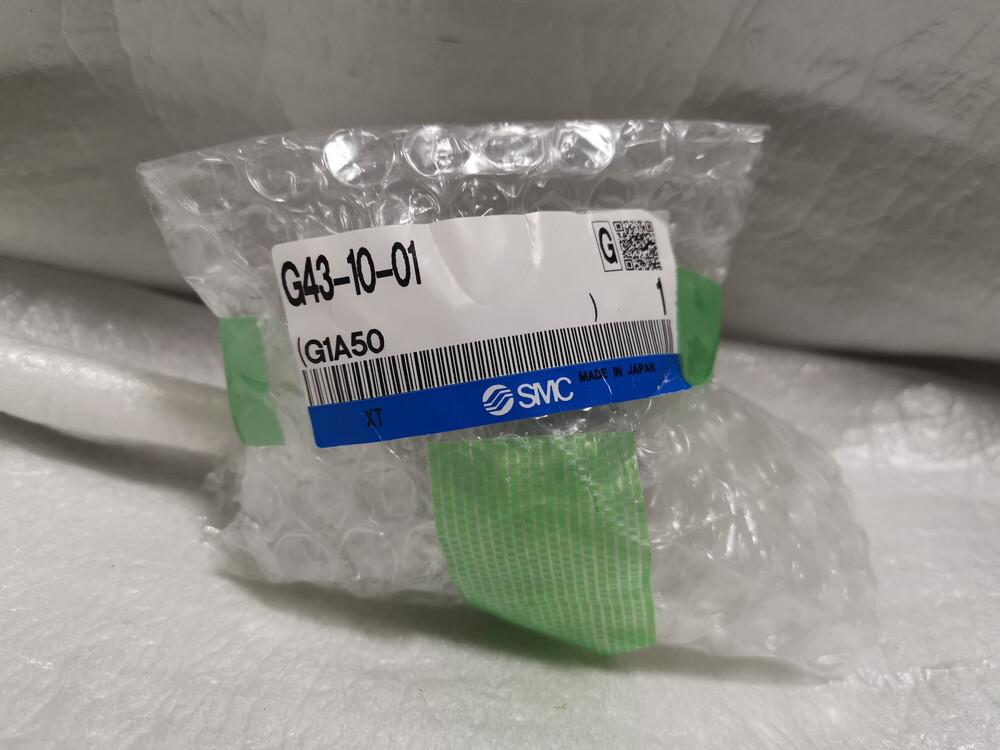 G43-10-01
G
(G1A50 ) 1
XT SMC MADE IN JAPAN